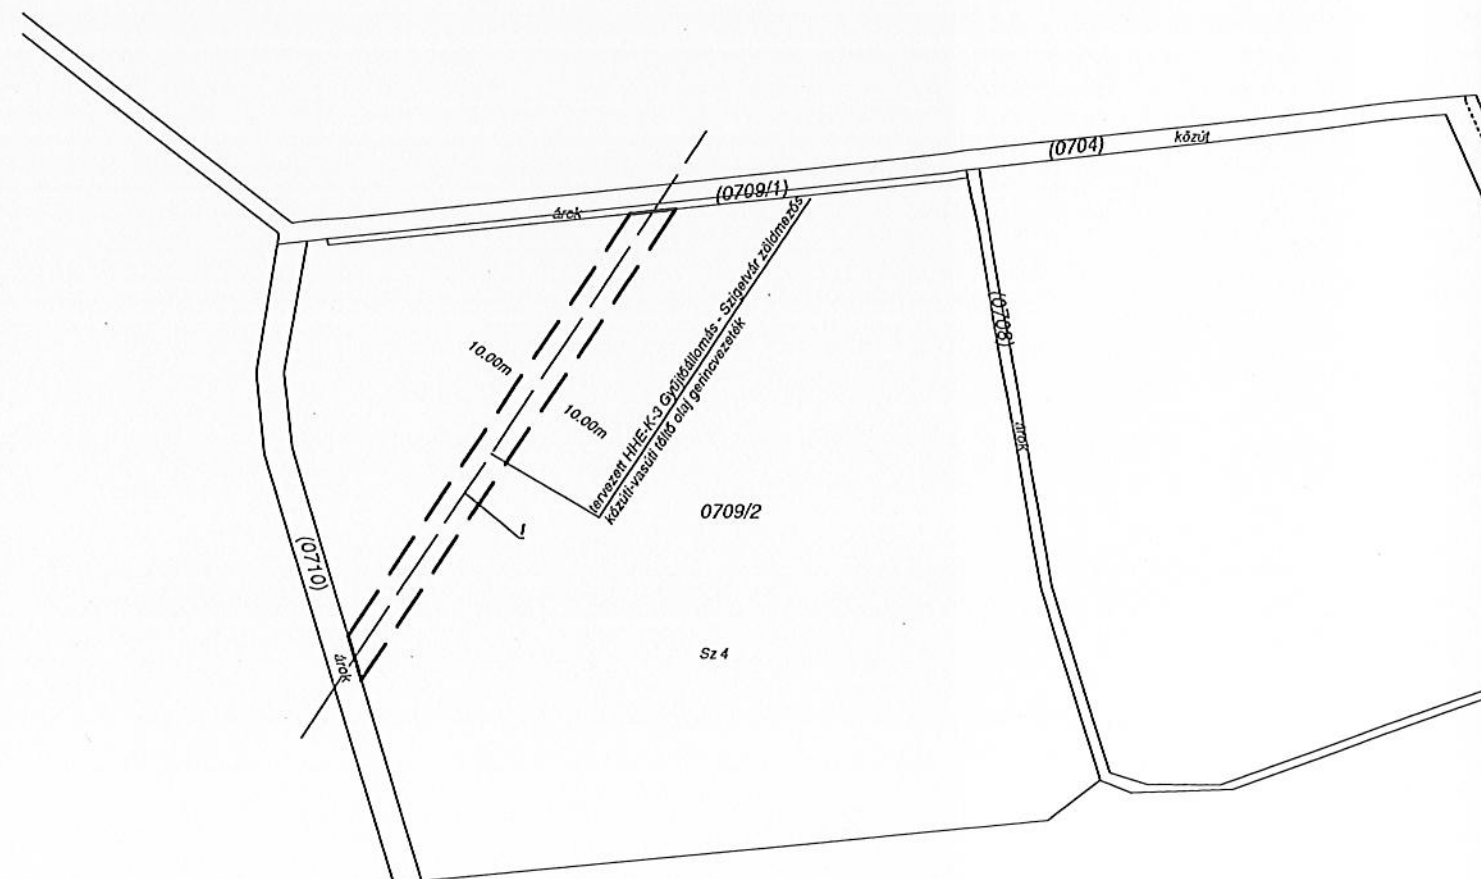 (0704)
közút
(0709/1)
árok
10.00m
10.00m
tervezett HHE-K-3 Gyűjtőállomás - Szigetvár zöldmezős
közúti-vasúti töltő olaj gerincvezeték
(0708)
árok
0709/2
1
(0710)
Sz 4
árok